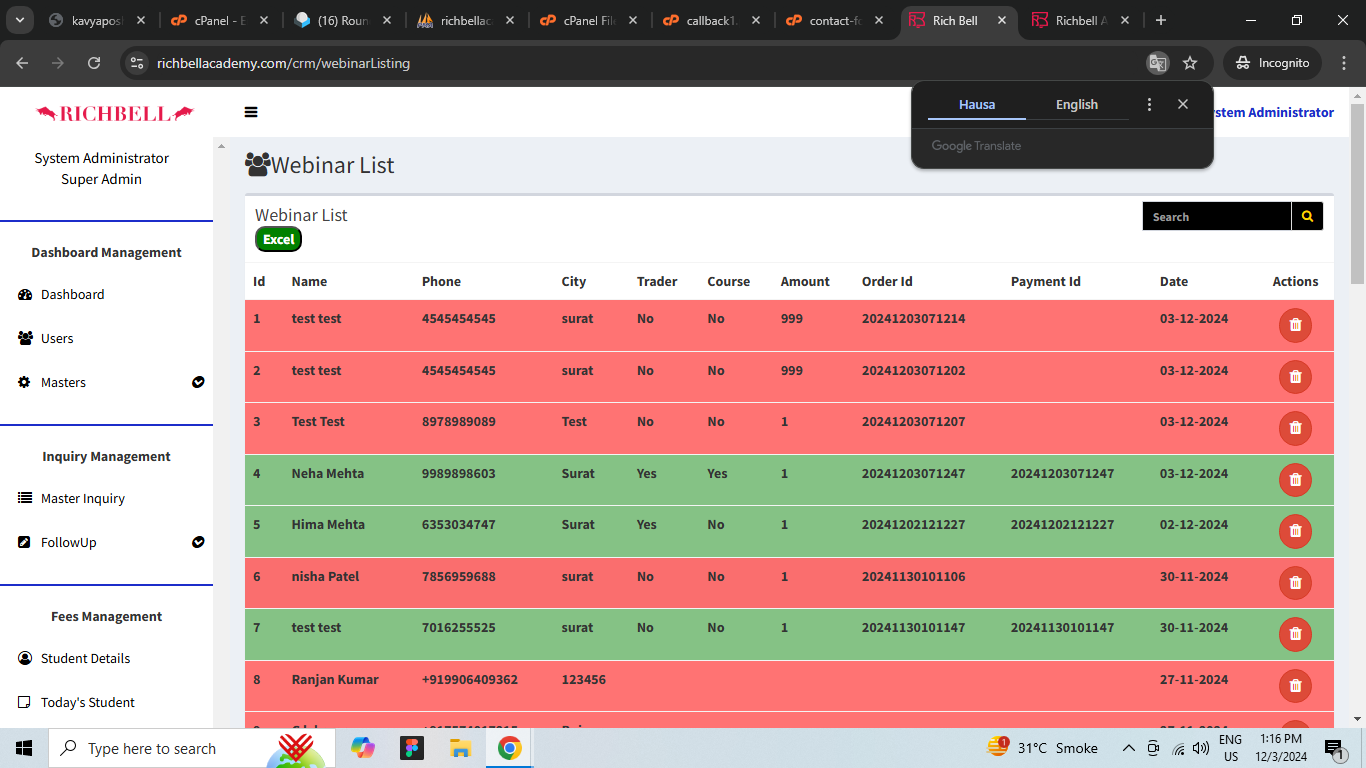 kavyaposh
cPanel - E
(16) Roun
richbellac
cPanel File
callback1.
contact-fo
Rich Bell
Richbell A
richbellacademy.com/crm/webinarListing
Incognito
Hausa English
Google Translate
RICHBELL
System Administrator
System Administrator
Super Admin
Webinar List
Webinar List
Excel
Search
Dashboard Management
Dashboard
Users
Masters
Inquiry Management
Master Inquiry
FollowUp
Fees Management
Student Details
Today's Student
Id Name Phone City Trader Course Amount Order Id Payment Id Date Actions
1 test test 4545454545 surat No No 999 20241203071214 03-12-2024
2 test test 4545454545 surat No No 999 20241203071202 03-12-2024
3 Test Test 8978989089 Test No No 1 20241203071207 03-12-2024
4 Neha Mehta 9989898603 Surat Yes Yes 1 20241203071247 20241203071247 03-12-2024
5 Hima Mehta 6353034747 Surat Yes No 1 20241202121227 20241202121227 02-12-2024
6 nisha Patel 7856959688 surat No No 1 20241130101106 30-11-2024
7 test test 7016255525 surat No No 1 20241130101147 20241130101147 30-11-2024
8 Ranjan Kumar +919906409362 123456 27-11-2024
Type here to search
31°C Smoke
ENG
US
1:16 PM
12/3/2024
1
1